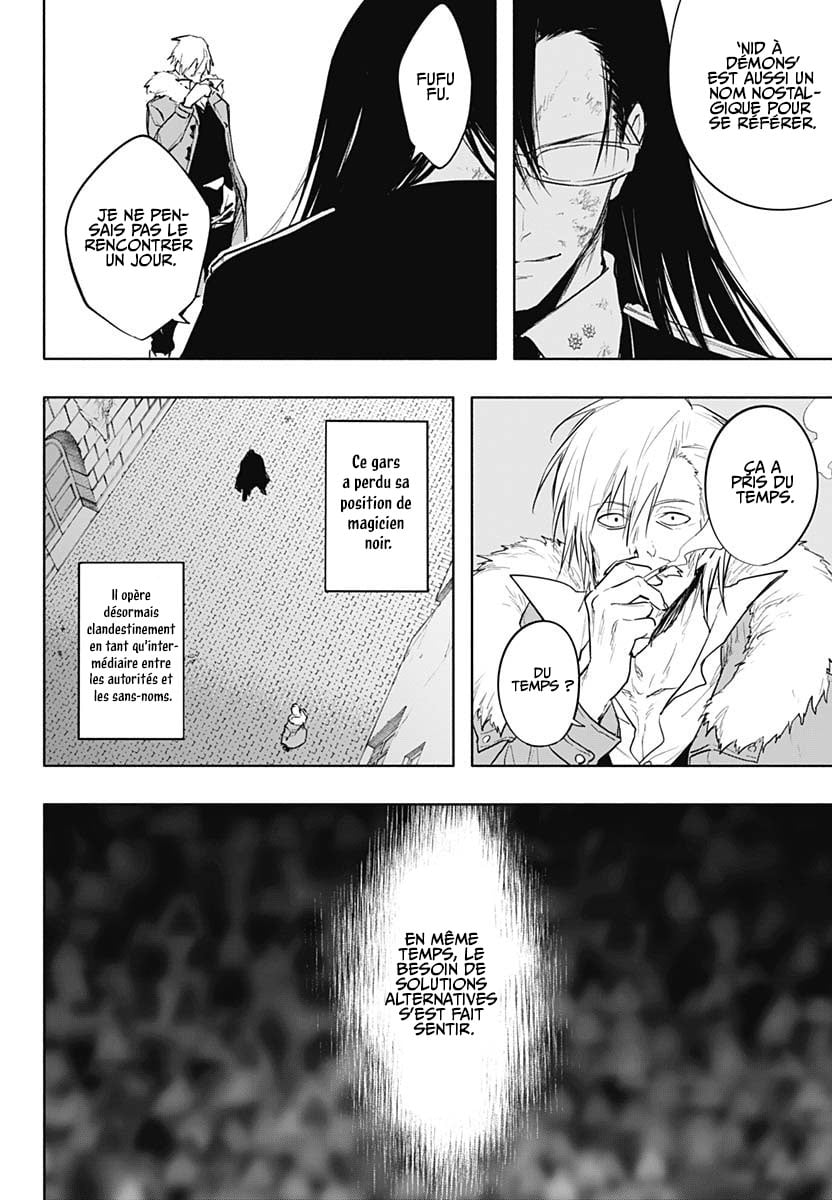 'NID À
DÉMONS'
EST AUSSI UN
NOM NOSTAL-
GIQUE POUR
SE RÉFÉRER.
FUFU
FU.
JE NE PEN-
SAIS PAS LE
RENCONTRER
UN JOUR.
ÇA A
PRIS DU
TEMPS.
DU
TEMPS ?
Ce gars
a perdu sa
position de
magicien
noir.
Il opère
désormais
clandestinement
en tant qu'inter-
médiaire entre
les autorités et
les sans-noms.
EN MÊME
TEMPS, LE
BESOIN DE
SOLUTIONS
ALTERNATIVES
S'EST FAIT
SENTIR.